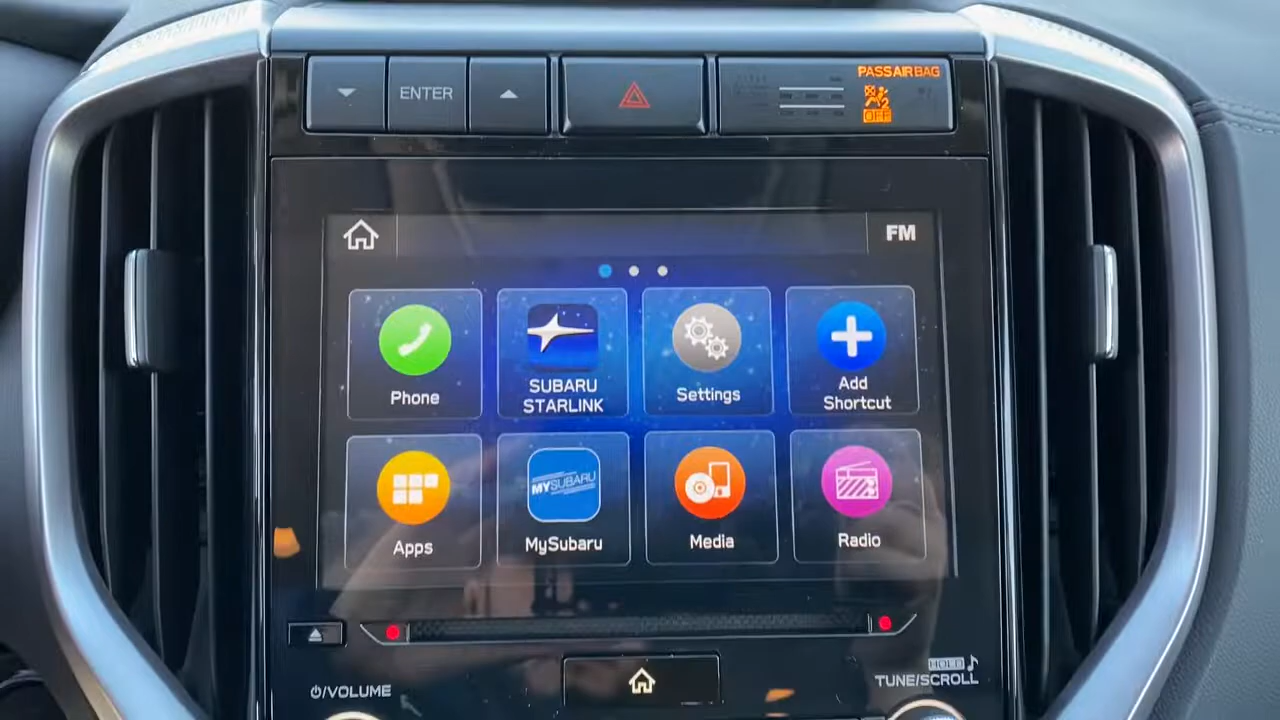 ENTER
PASS AIR BAG
2
OFF
FM
Phone
SUBARU
STARLINK
Settings
Add
Shortcut
Apps
MYSUBARU
MySubaru
Media
Radio
/VOLUME
HOLD
TUNE/SCROLL